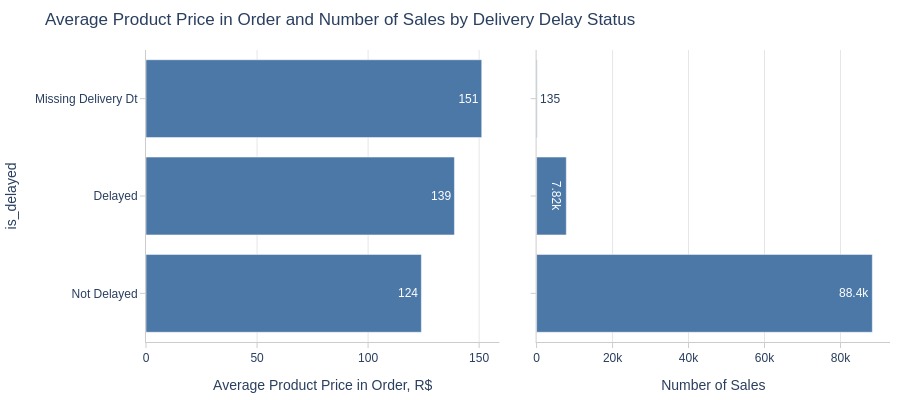 Average Product Price in Order and Number of Sales by Delivery Delay Status
is_delayed
Missing Delivery Dt
151
135
Delayed
139
7.82k
Not Delayed
124
88.4k
0 50 100 150
0 20k 40k 60k 80k
Average Product Price in Order, R$
Number of Sales